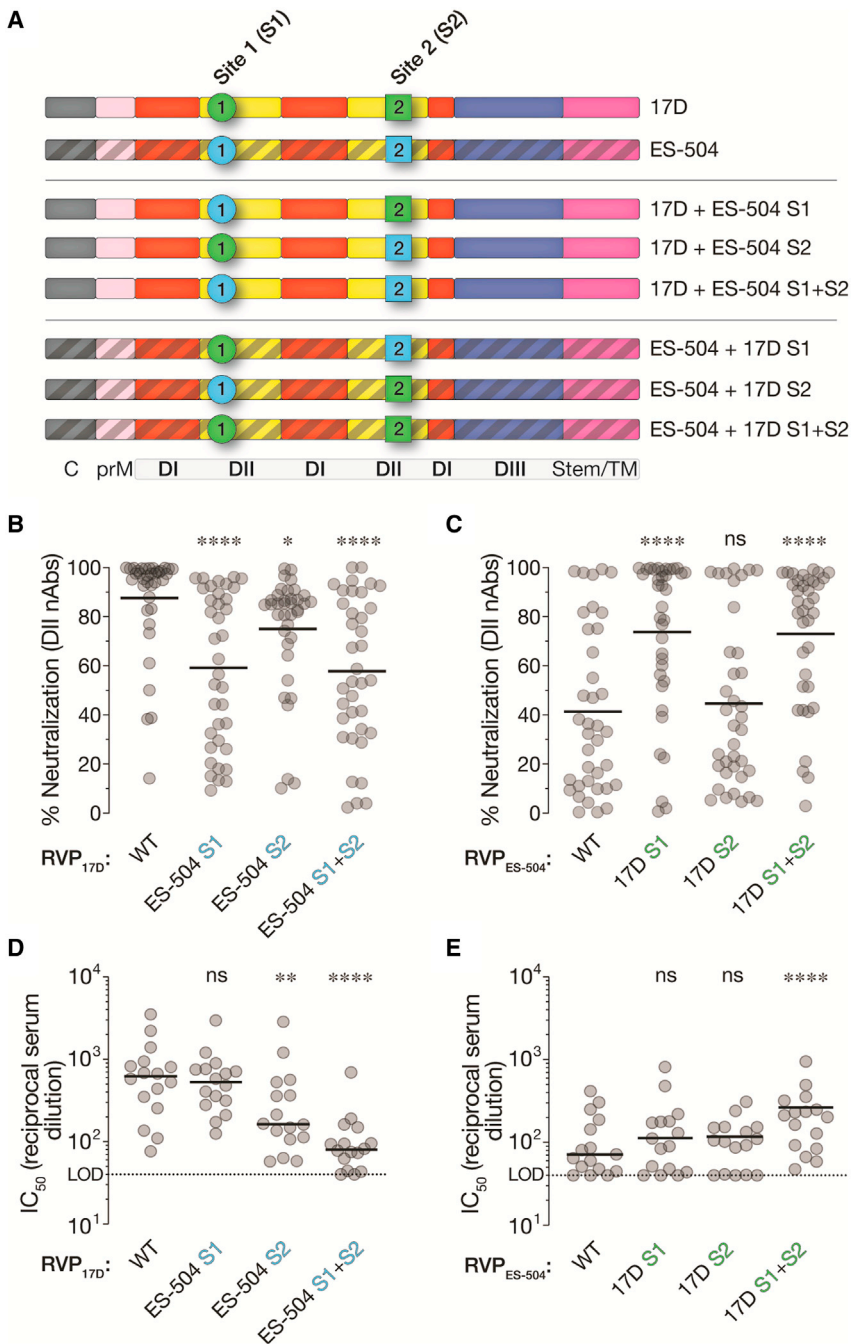 A
Site 1 (S1)
Site 2 (S2)
1 2 17D
1 2 ES-504
1 2 17D + ES-504 S1
1 2 17D + ES-504 S2
1 2 17D + ES-504 S1+S2
1 2 ES-504 + 17D S1
1 2 ES-504 + 17D S2
1 2 ES-504 + 17D S1+S2
C prM DI DII DI DII DI DIII Stem/TM
B
% Neutralization (DII nAbs)
100
80
60
40
20
0
**** * ****
RVP17D:
WT
ES-504 S1
ES-504 S2
ES-504 S1+S2
C
% Neutralization (DII nAbs)
100
80
60
40
20
0
**** ns ****
RVPES-504:
WT
17D S1
17D S2
17D S1+S2
D
IC50 (reciprocal serum
dilution)
10^4
10^3
10^2
LOD
10^1
ns ** ****
RVP17D:
WT
ES-504 S1
ES-504 S2
ES-504 S1+S2
E
IC50 (reciprocal serum
dilution)
10^4
10^3
10^2
LOD
10^1
ns ns ****
RVPES-504:
WT
17D S1
17D S2
17D S1+S2